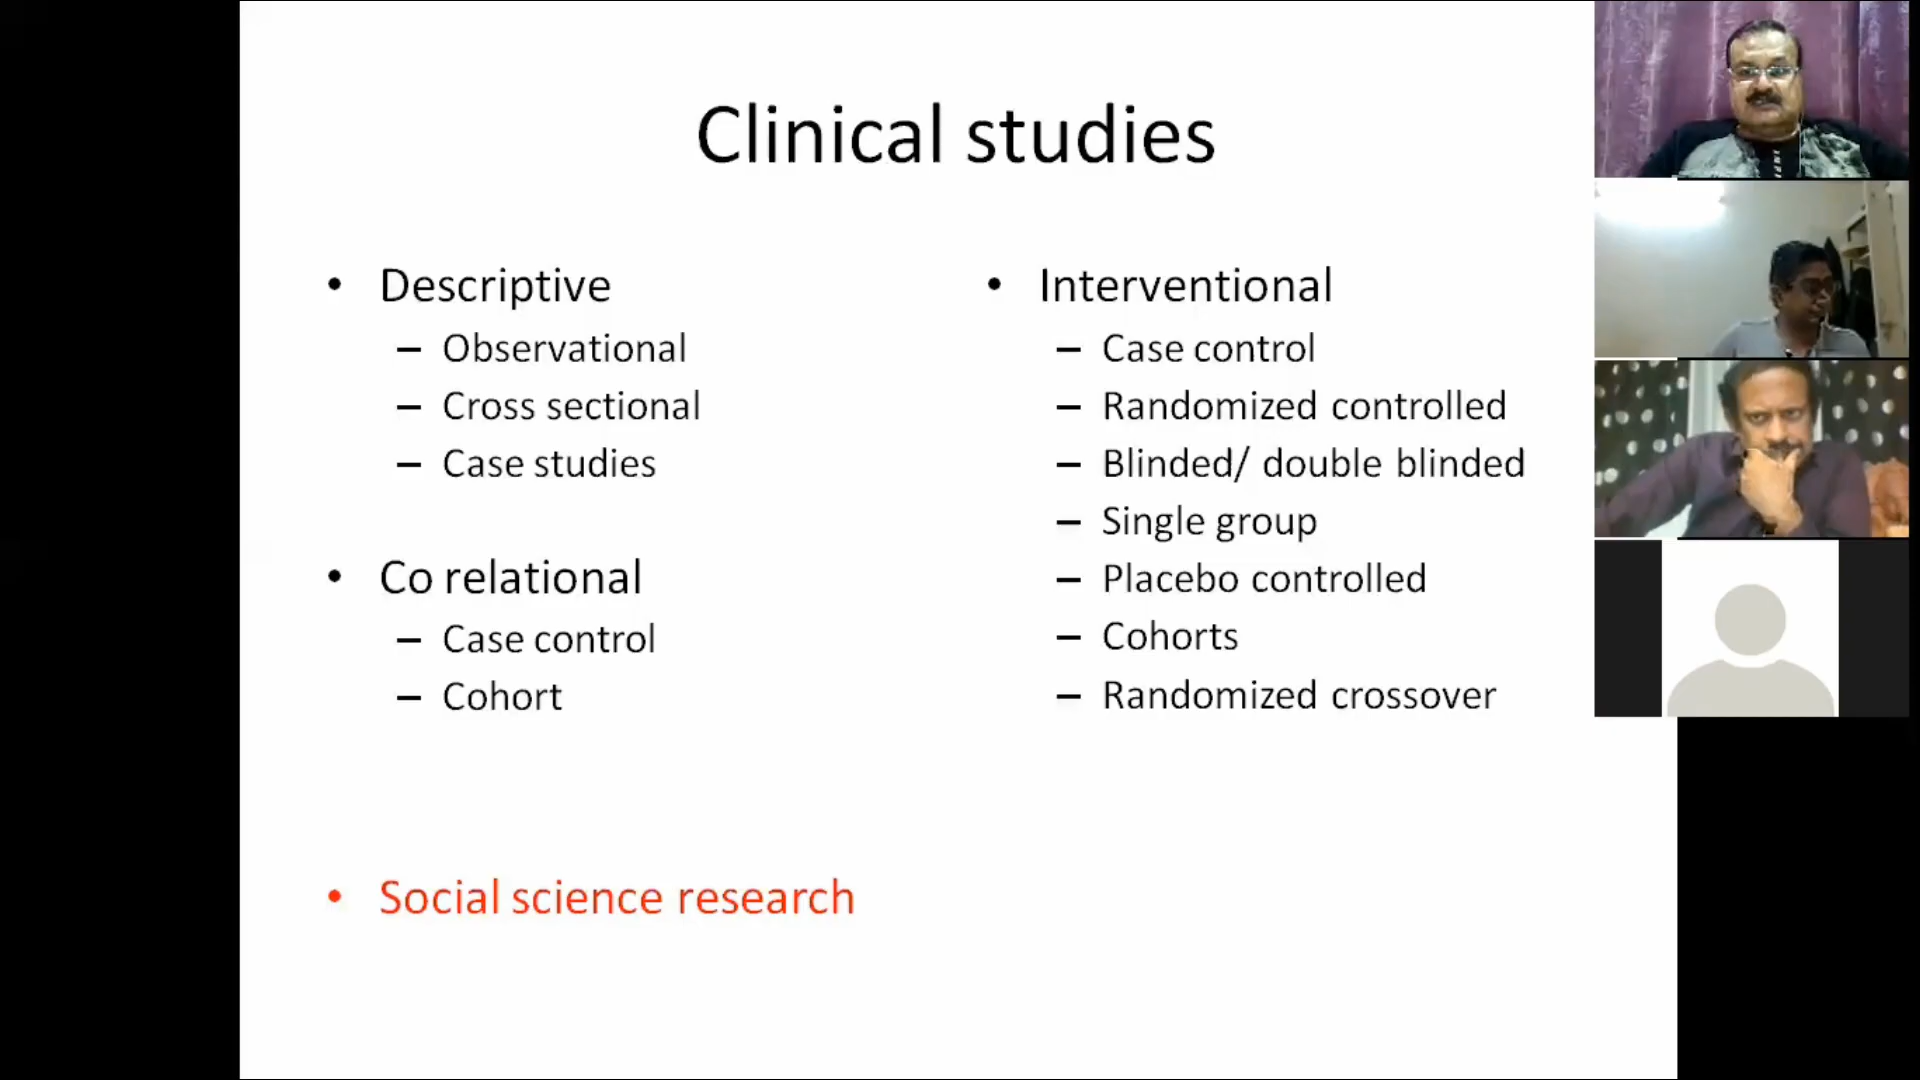 Clinical studies
• Descriptive
– Observational
– Cross sectional
– Case studies
• Co relational
– Case control
– Cohort
• Social science research
• Interventional
– Case control
– Randomized controlled
– Blinded/ double blinded
– Single group
– Placebo controlled
– Cohorts
– Randomized crossover